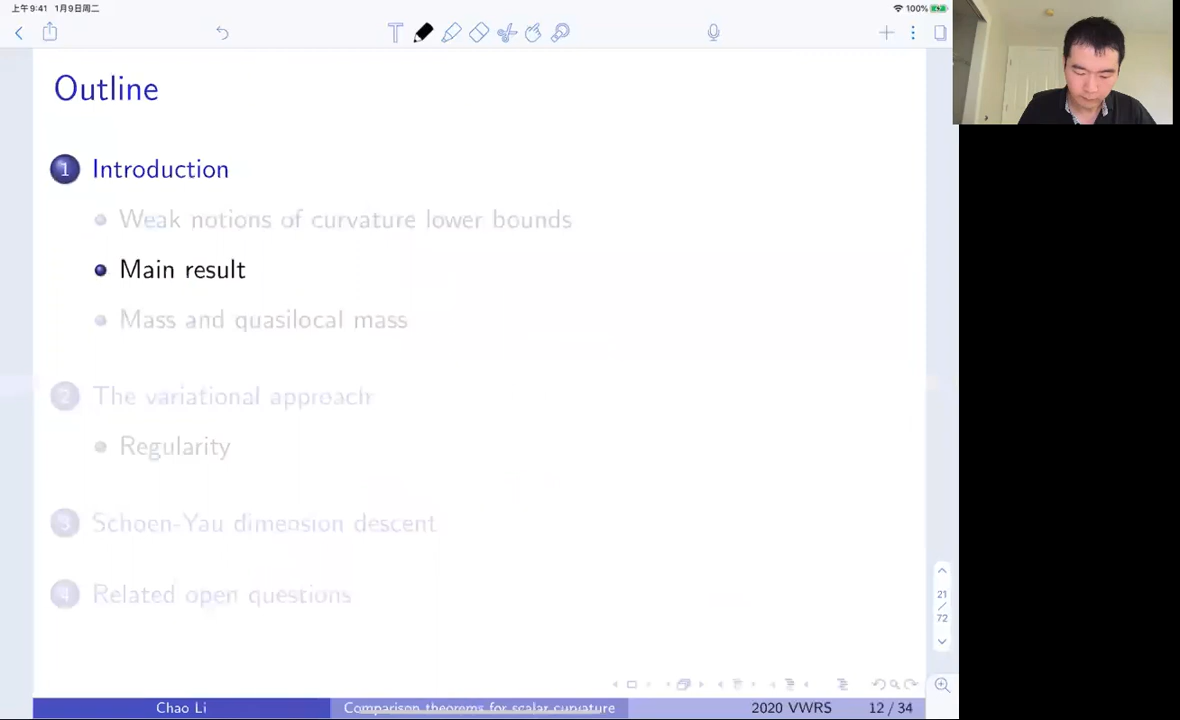 上午9:41 1月9日周二
100%
Outline
1 Introduction
Weak notions of curvature lower bounds
Main result
Mass and quasilocal mass
2 The variational approach
Regularity
3 Schoen-Yau dimension descent
4 Related open questions
21
/
72
Chao Li
Comparison theorems for scalar curvature
2020 VWRS
12 / 34